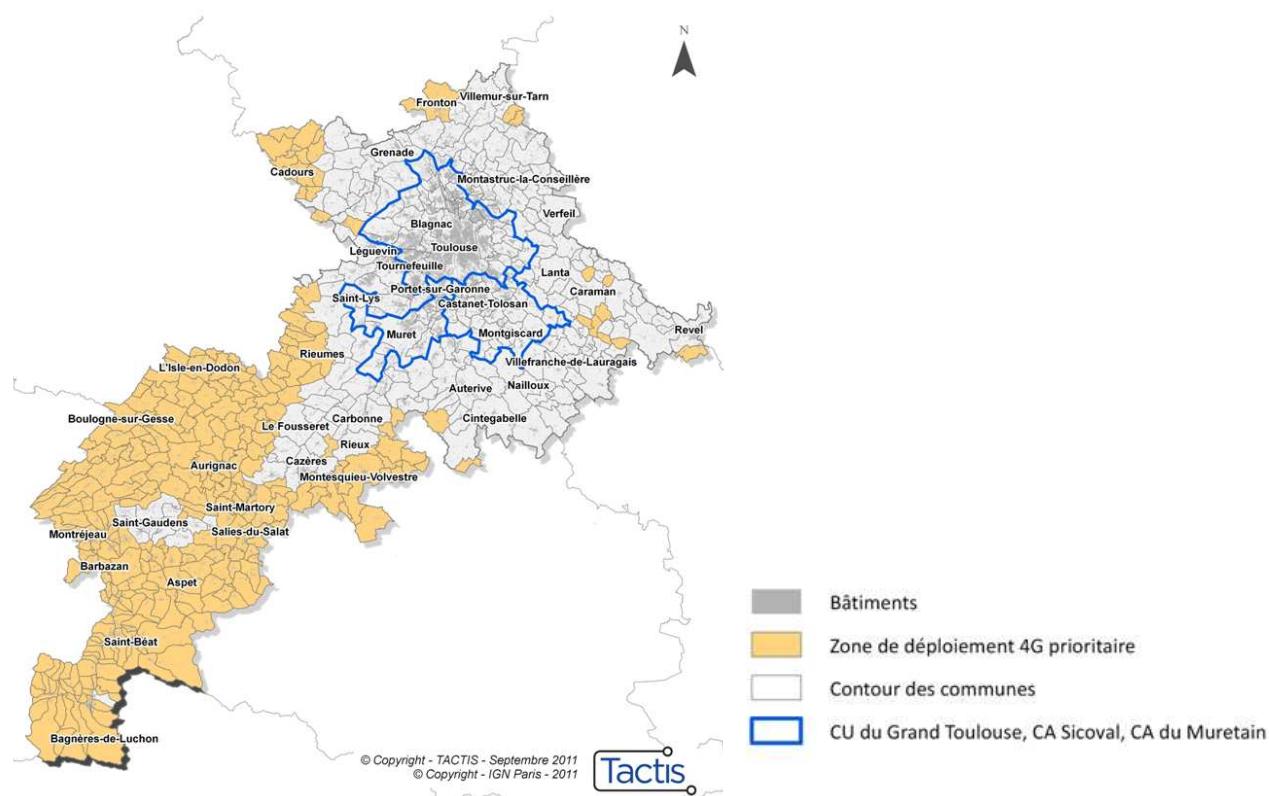 N
Villemur-sur-Tarn
Fronton
Grenade
Cadours
Montastruc-la-Conseillère
Verfeil
Blagnac
Léguevin
Toulouse
Tournefeuille
Lanta
Portet-sur-Garonne
Caraman
Saint-Lys
Castanet-Tolosan
Revel
Muret
Montgiscard
Rieumes
Villefranche-de-Lauragais
L'Isle-en-Dodon
Auterive
Nailloux
Boulogne-sur-Gesse
Carbonne
Cintegabelle
Le Fousseret
Rieux
Cazères
Aurignac
Montesquieu-Volvestre
Saint-Martory
Saint-Gaudens
Montréjeau
Salies-du-Salat
Barbazan
Aspet
Saint-Béat
Bagnères-de-Luchon
© Copyright - TACTIS - Septembre 2011
© Copyright - IGN Paris - 2011
Tactis
Bâtiments
Zone de déploiement 4G prioritaire
Contour des communes
CU du Grand Toulouse, CA Sicoval, CA du Muretain